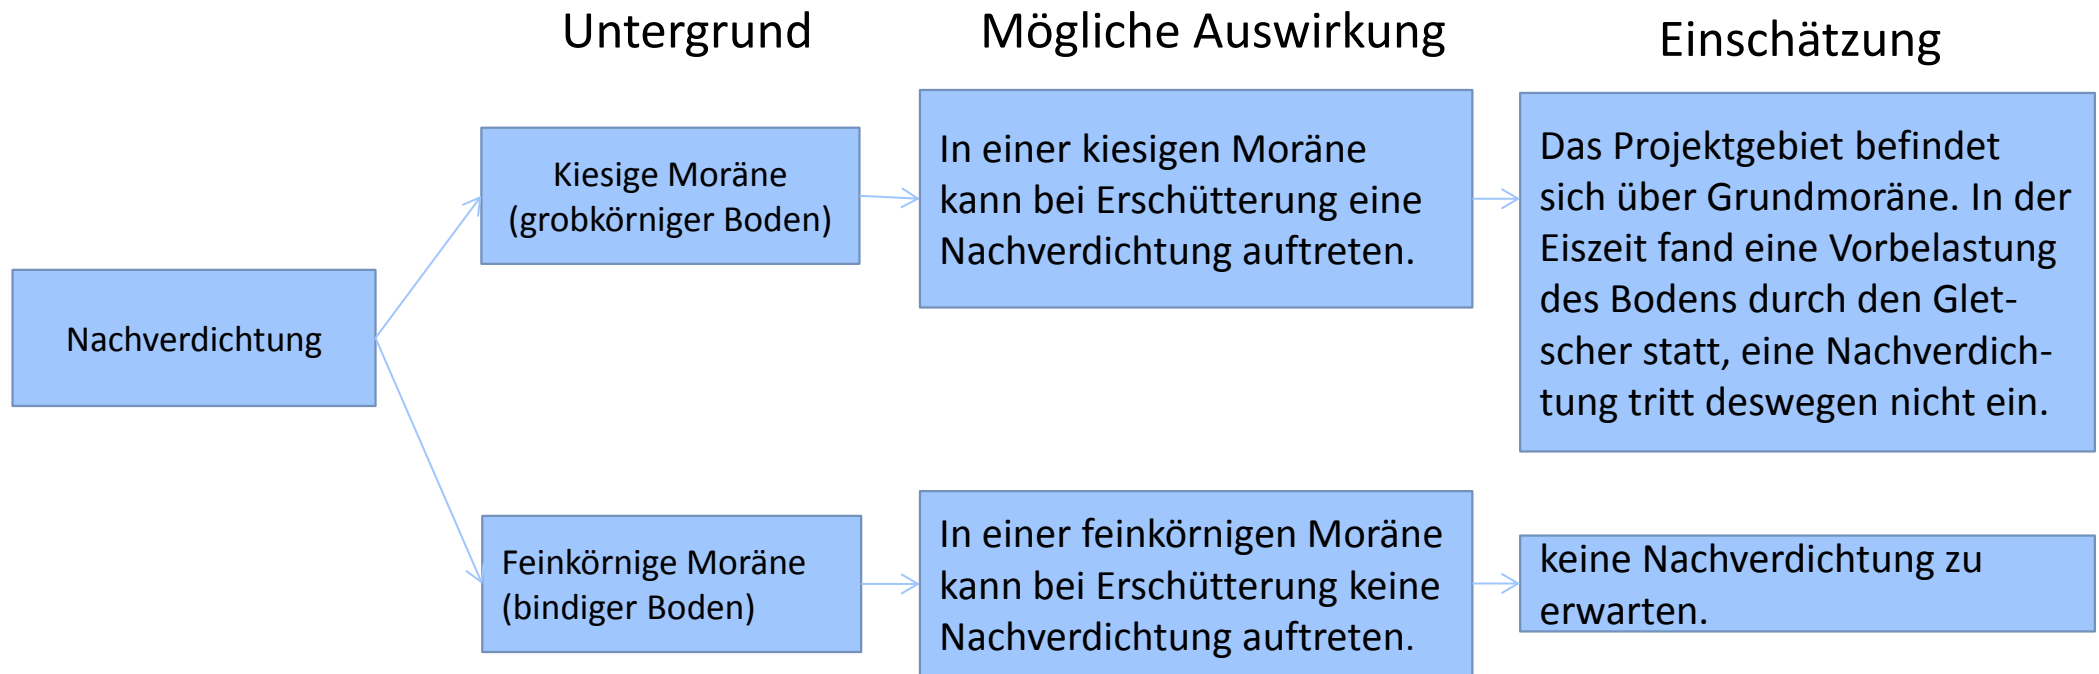 Untergrund
Mögliche Auswirkung
Einschätzung
Nachverdichtung
Kiesige Moräne
(grobkörniger Boden)
In einer kiesigen Moräne
kann bei Erschütterung eine
Nachverdichtung auftreten.
Das Projektgebiet befindet
sich über Grundmoräne. In der
Eiszeit fand eine Vorbelastung
des Bodens durch den Glet-
scher statt, eine Nachverdich-
tung tritt deswegen nicht ein.
Feinkörnige Moräne
(bindiger Boden)
In einer feinkörnigen Moräne
kann bei Erschütterung keine
Nachverdichtung auftreten.
keine Nachverdichtung zu
erwarten.